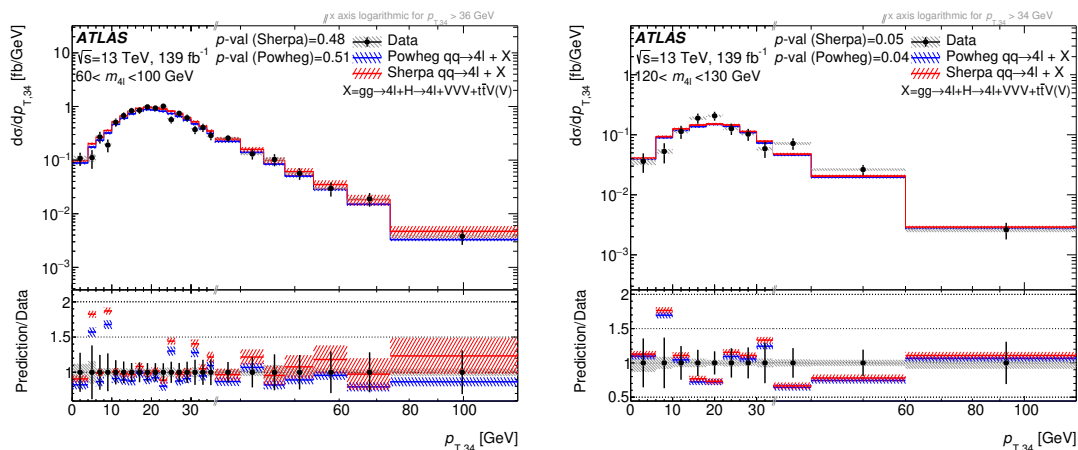 // x axis logarithmic for p_T,34 > 36 GeV
ATLAS
√s=13 TeV, 139 fb⁻¹
60< m_4l <100 GeV
p-val (Sherpa)=0.48
p-val (Powheg)=0.51
Data
Powheg qq→4l + X
Sherpa qq→4l + X
X=gg→4l+H→4l+VVV+tt̄V(V)
dσ/dp_T,34 [fb/GeV]
10
1
10⁻¹
10⁻²
10⁻³
Prediction/Data
2
1.5
1
0 10 20 30 60 100
p_T,34 [GeV]
// x axis logarithmic for p_T,34 > 34 GeV
ATLAS
√s=13 TeV, 139 fb⁻¹
120< m_4l <130 GeV
p-val (Sherpa)=0.05
p-val (Powheg)=0.04
Data
Powheg qq→4l + X
Sherpa qq→4l + X
X=gg→4l+H→4l+VVV+tt̄V(V)
dσ/dp_T,34 [fb/GeV]
1
10⁻¹
10⁻²
10⁻³
Prediction/Data
2
1.5
1
0.5
0 10 20 30 60 100
p_T,34 [GeV]